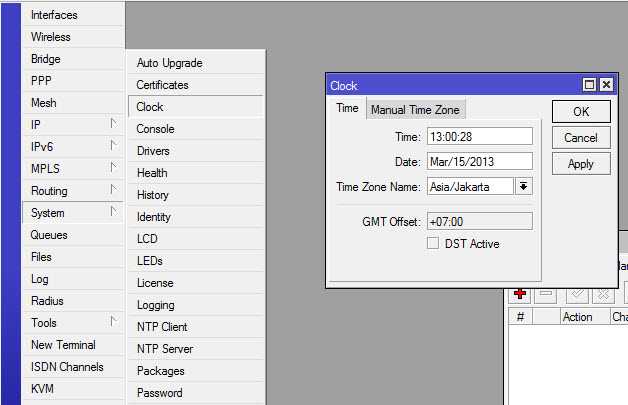 Interfaces
Wireless
Bridge
PPP
Mesh
IP
IPv6
MPLS
Routing
System
Queues
Files
Log
Radius
Tools
New Terminal
ISDN Channels
KVM
Auto Upgrade
Certificates
Clock
Console
Drivers
Health
History
Identity
LCD
LEDs
License
Logging
NTP Client
NTP Server
Packages
Password
Clock
Time Manual Time Zone
Time: 13:00:28
Date: Mar/15/2013
Time Zone Name: Asia/Jakarta
GMT Offset: +07:00
DST Active
OK
Cancel
Apply
# Action